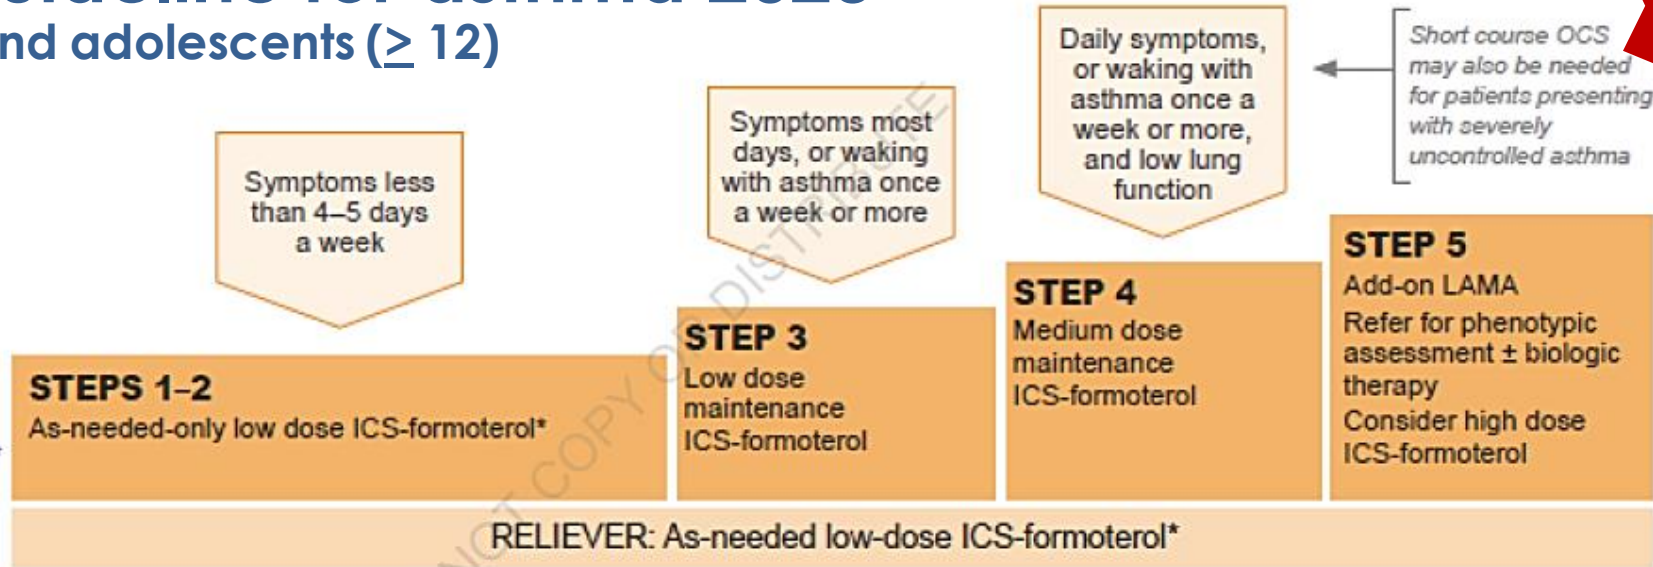 nd adolescents (> 12)
Symptoms less
than 4–5 days
a week
Symptoms most
days, or waking
with asthma once
a week or more
Daily symptoms,
or waking with
asthma once a
week or more,
and low lung
function
Short course OCS
may also be needed
for patients presenting
with severely
uncontrolled asthma
STEPS 1–2
As-needed-only low dose ICS-formoterol*
STEP 3
Low dose
maintenance
ICS-formoterol
STEP 4
Medium dose
maintenance
ICS-formoterol
STEP 5
Add-on LAMA
Refer for phenotypic
assessment ± biologic
therapy
Consider high dose
ICS-formoterol
RELIEVER: As-needed low-dose ICS-formoterol*
NOT COPY OR DISTRIBUTE